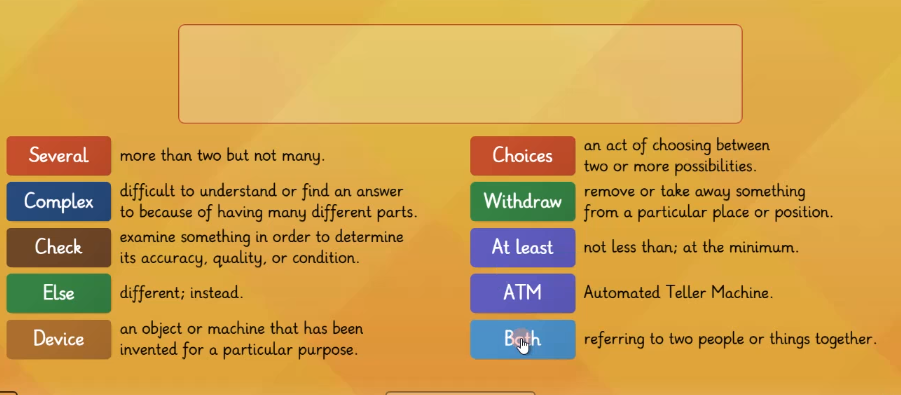 Several
more than two but not many.
Complex
difficult to understand or find an answer
to because of having many different parts.
Check
examine something in order to determine
its accuracy, quality, or condition.
Else
different; instead.
Device
an object or machine that has been
invented for a particular purpose.
Choices
an act of choosing between
two or more possibilities.
Withdraw
remove or take away something
from a particular place or position.
At least
not less than; at the minimum.
ATM
Automated Teller Machine.
Both
referring to two people or things together.